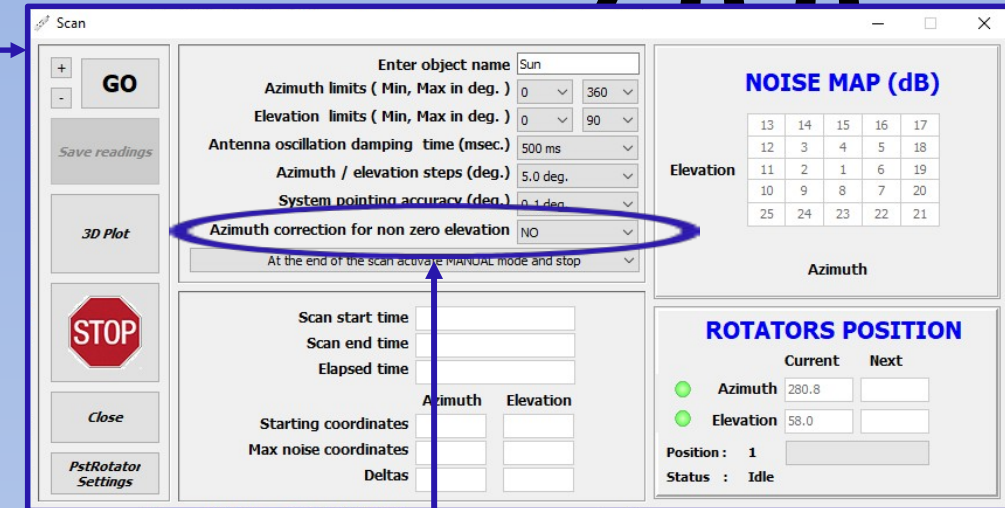 Scan
+
-
GO
Save readings
3D Plot
STOP
Close
PstRotator
Settings
Enter object name Sun
Azimuth limits ( Min, Max in deg. ) 0 360
Elevation limits ( Min, Max in deg. ) 0 90
Antenna oscillation damping time (msec.) 500 ms
Azimuth / elevation steps (deg.) 5.0 deg.
System pointing accuracy (deg.) 0.1 deg.
Azimuth correction for non zero elevation NO
At the end of the scan activate MANUAL mode and stop
Scan start time
Scan end time
Elapsed time
Azimuth Elevation
Starting coordinates
Max noise coordinates
Deltas
NOISE MAP (dB)
13 14 15 16 17
12 3 4 5 18
Elevation 11 2 1 6 19
10 9 8 7 20
25 24 23 22 21
Azimuth
ROTATORS POSITION
Current Next
Azimuth 280.8
Elevation 58.0
Position : 1
Status : Idle